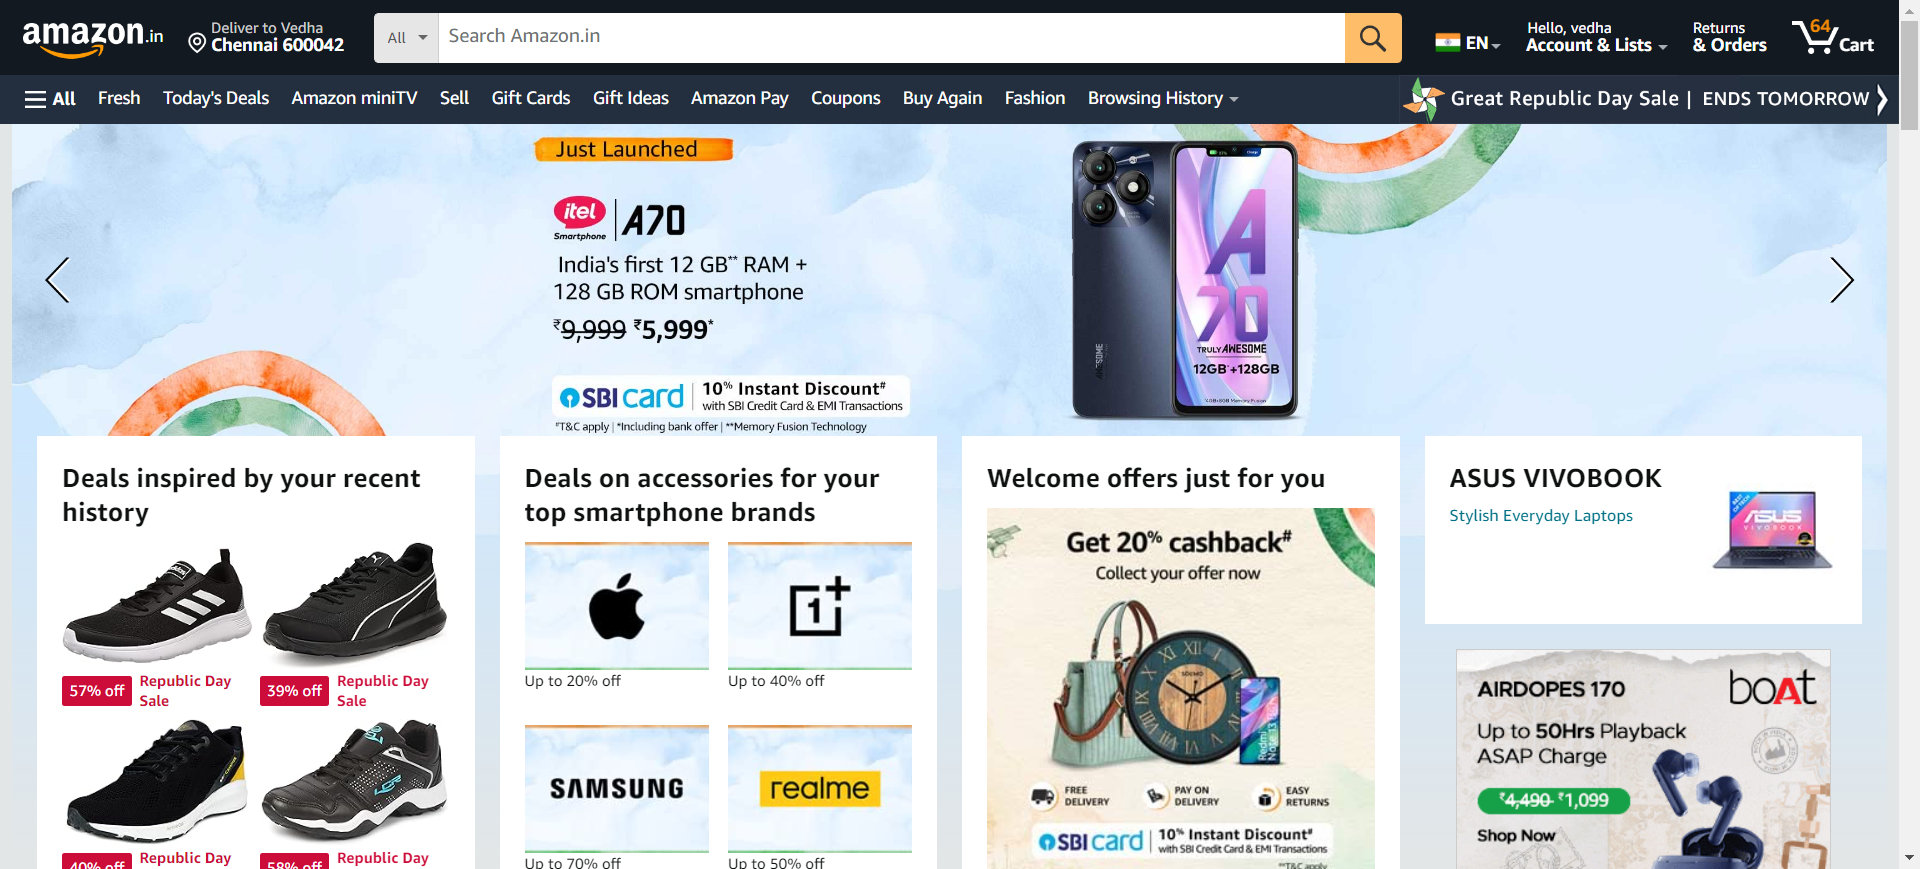 amazon.in
Deliver to Vedha
Chennai 600042
All
Search Amazon.in
EN
Hello, vedha
Account & Lists
Returns
& Orders
64
Cart
All
Fresh
Today's Deals
Amazon miniTV
Sell
Gift Cards
Gift Ideas
Amazon Pay
Coupons
Buy Again
Fashion
Browsing History
Great Republic Day Sale | ENDS TOMORROW
Just Launched
itel
Smartphone
A70
India's first 12 GB** RAM +
128 GB ROM smartphone
₹9,999 ₹5,999*
SBI card
10% Instant Discount#
with SBI Credit Card & EMI Transactions
#T&C apply | *Including bank offer | **Memory Fusion Technology
A
70
TRULY AWESOME
12GB*+128GB
AWESOME
Deals inspired by your recent
history
57% off
Republic Day
Sale
39% off
Republic Day
Sale
40% off
Republic Day
58% off
Republic Day
Deals on accessories for your
top smartphone brands
Up to 20% off
1+
Up to 40% off
SAMSUNG
Up to 70% off
realme
Up to 50% off
Welcome offers just for you
Get 20% cashback#
Collect your offer now
Redmi
Note 13
FREE
DELIVERY
PAY ON
DELIVERY
EASY
RETURNS
SBI card
10% Instant Discount#
with SBI Credit Card & EMI Transactions
**T&C apply
ASUS VIVOBOOK
Stylish Everyday Laptops
ASUS
VIVOBOOK
AIRDOPES 170
boAt
Up to 50Hrs Playback
ASAP Charge
₹4,490 ₹1,099
Shop Now